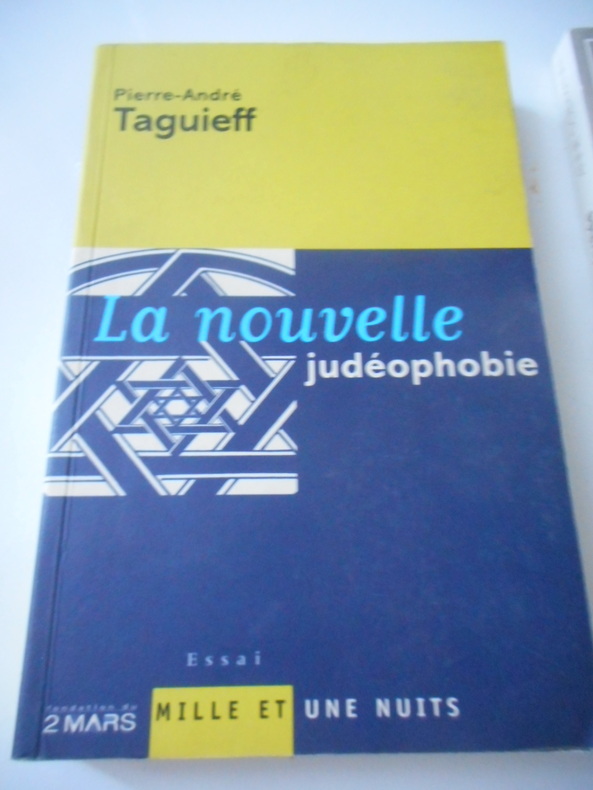 Pierre-André
Taguieff
La nouvelle
judéophobie
Essai
fondation du
2 MARS
MILLE ET UNE NUITS